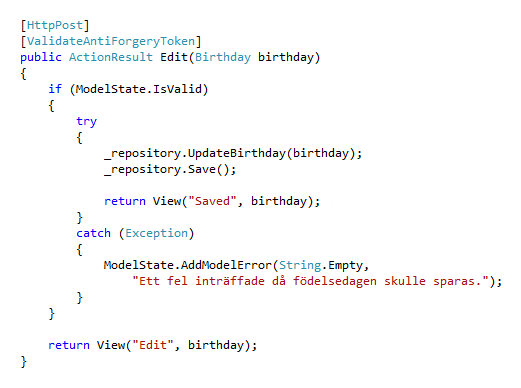 [HttpPost]
[ValidateAntiForgeryToken]
public ActionResult Edit(Birthday birthday)
{
    if (ModelState.IsValid)
    {
        try
        {
            _repository.UpdateBirthday(birthday);
            _repository.Save();

            return View("Saved", birthday);
        }
        catch (Exception)
        {
            ModelState.AddModelError(String.Empty,
                "Ett fel inträffade då födelsedagen skulle sparas.");
        }
    }

    return View("Edit", birthday);
}